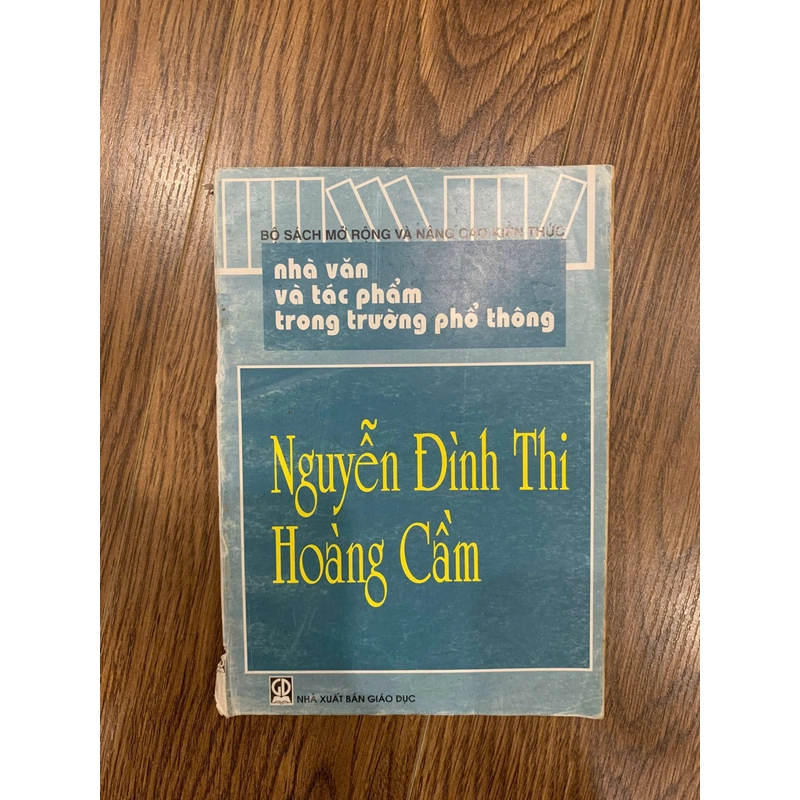 BỘ SÁCH MỞ RỘNG VÀ NÂNG CAO KIẾN THỨC
nhà văn
và tác phẩm
trong trường phổ thông
Nguyễn Đình Thi
Hoàng Cầm
GD
NHÀ XUẤT BẢN GIÁO DỤC